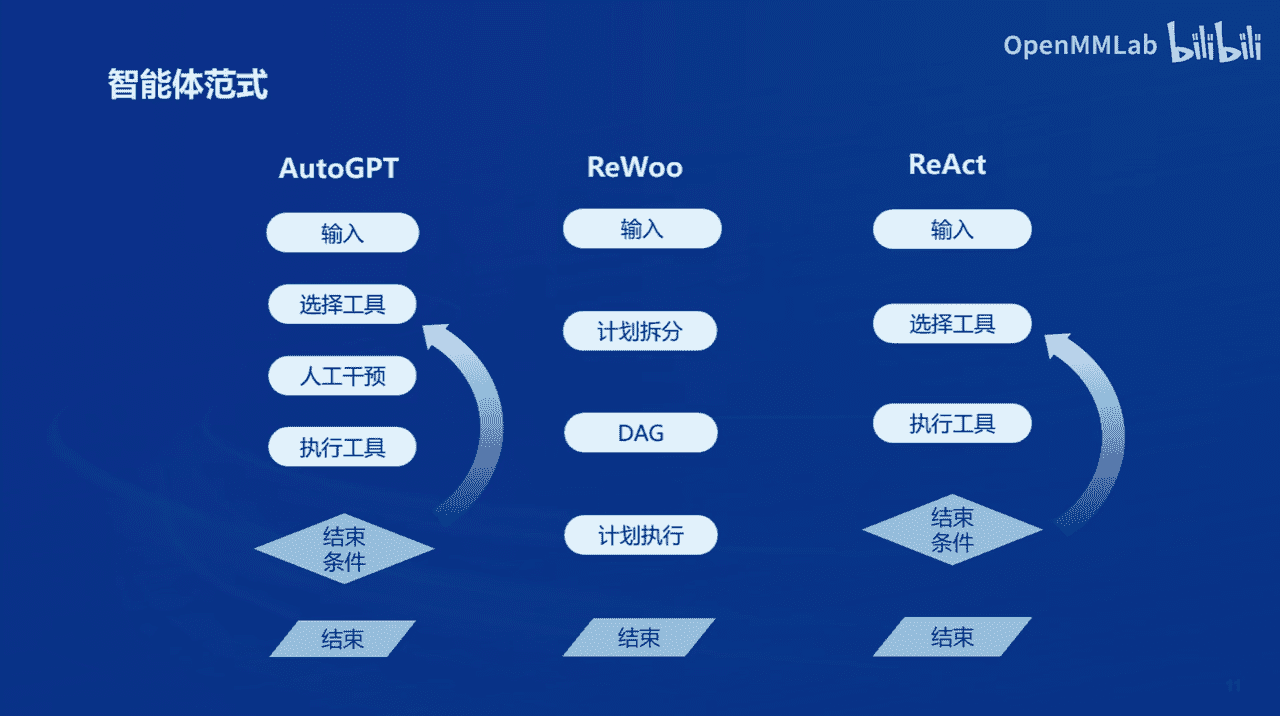 OpenMMLab bilibili
智能体范式
AutoGPT
输入
选择工具
人工干预
执行工具
结束
条件
结束
ReWoo
输入
计划拆分
DAG
计划执行
结束
ReAct
输入
选择工具
执行工具
结束
条件
结束
11